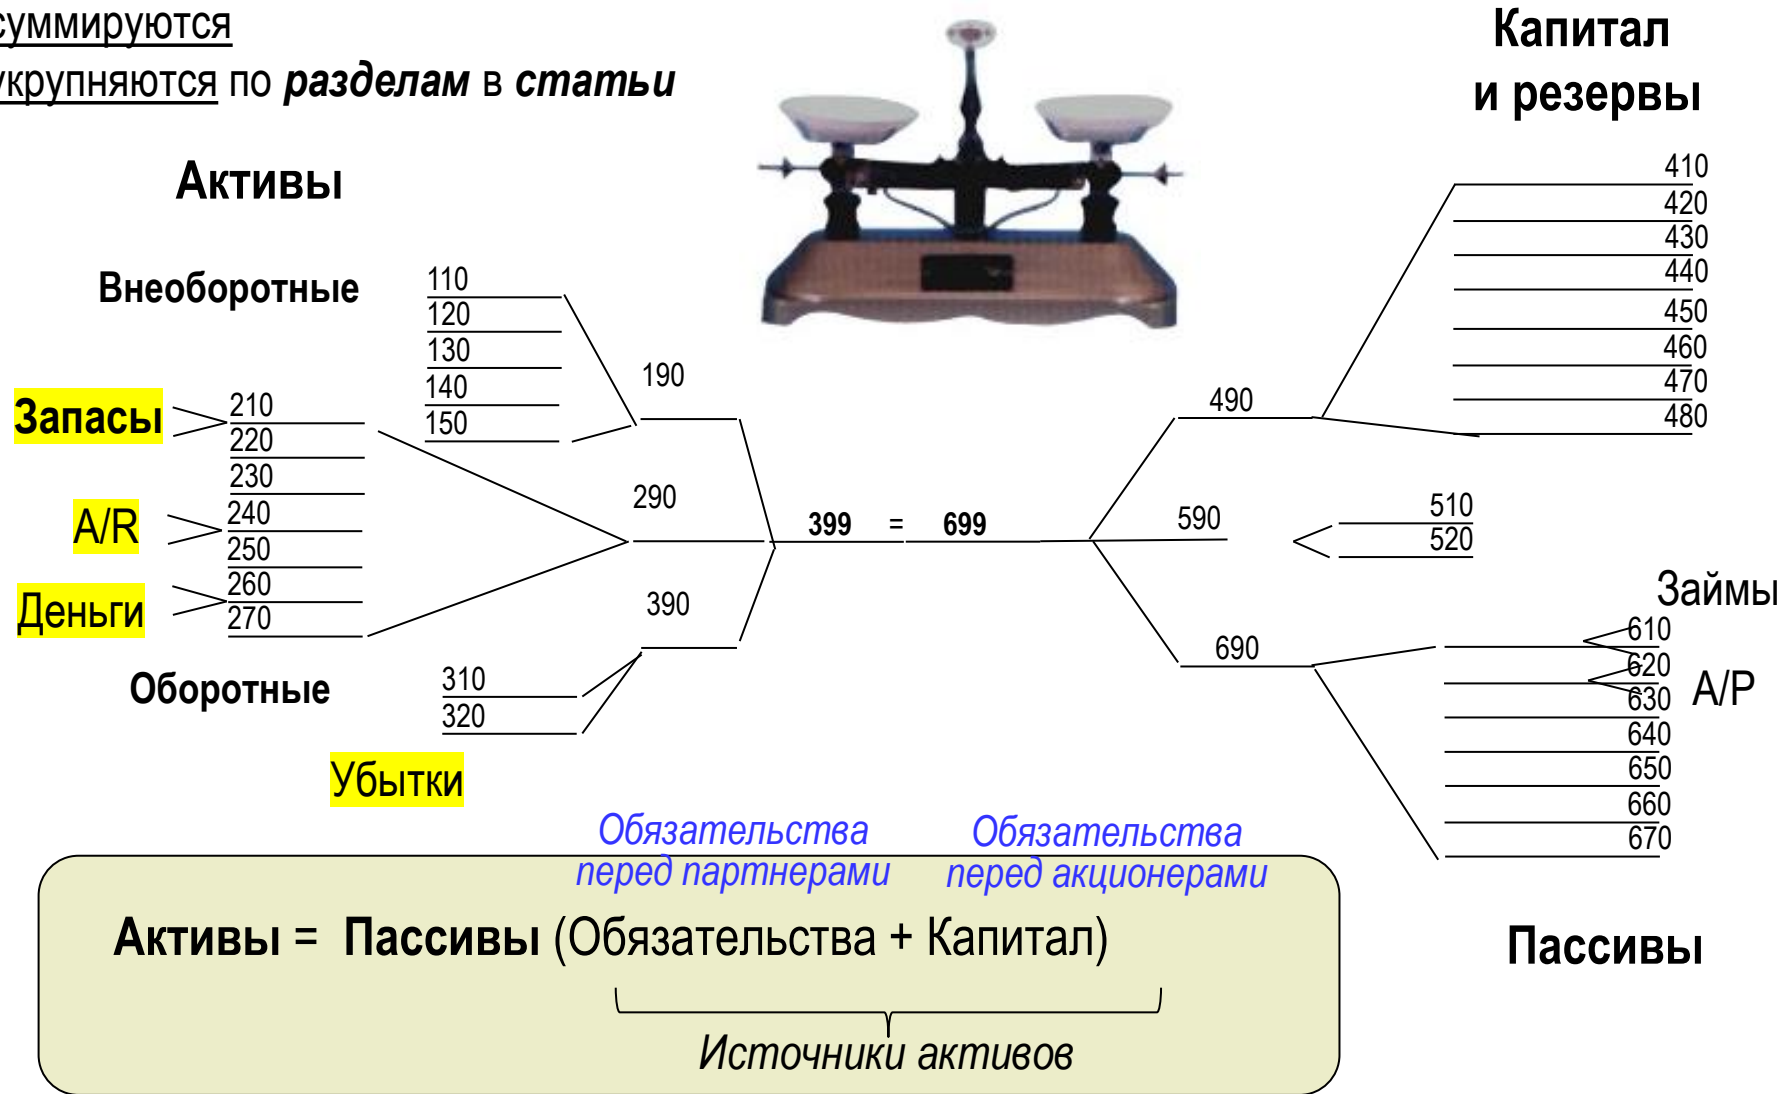 суммируются
укрупняются по разделам в статьи
Капитал
и резервы
Активы
Внеоборотные
110
120
130
140
150
190
Запасы
210
220
230
A/R
240
250
Деньги
260
270
290
Оборотные
310
320
390
Убытки
399 = 699
410
420
430
440
450
460
470
480
490
510
520
590
Займы
610
620
A/P
630
640
650
660
670
690
Пассивы
Обязательства
перед партнерами
Обязательства
перед акционерами
Активы = Пассивы (Обязательства + Капитал)
Источники активов